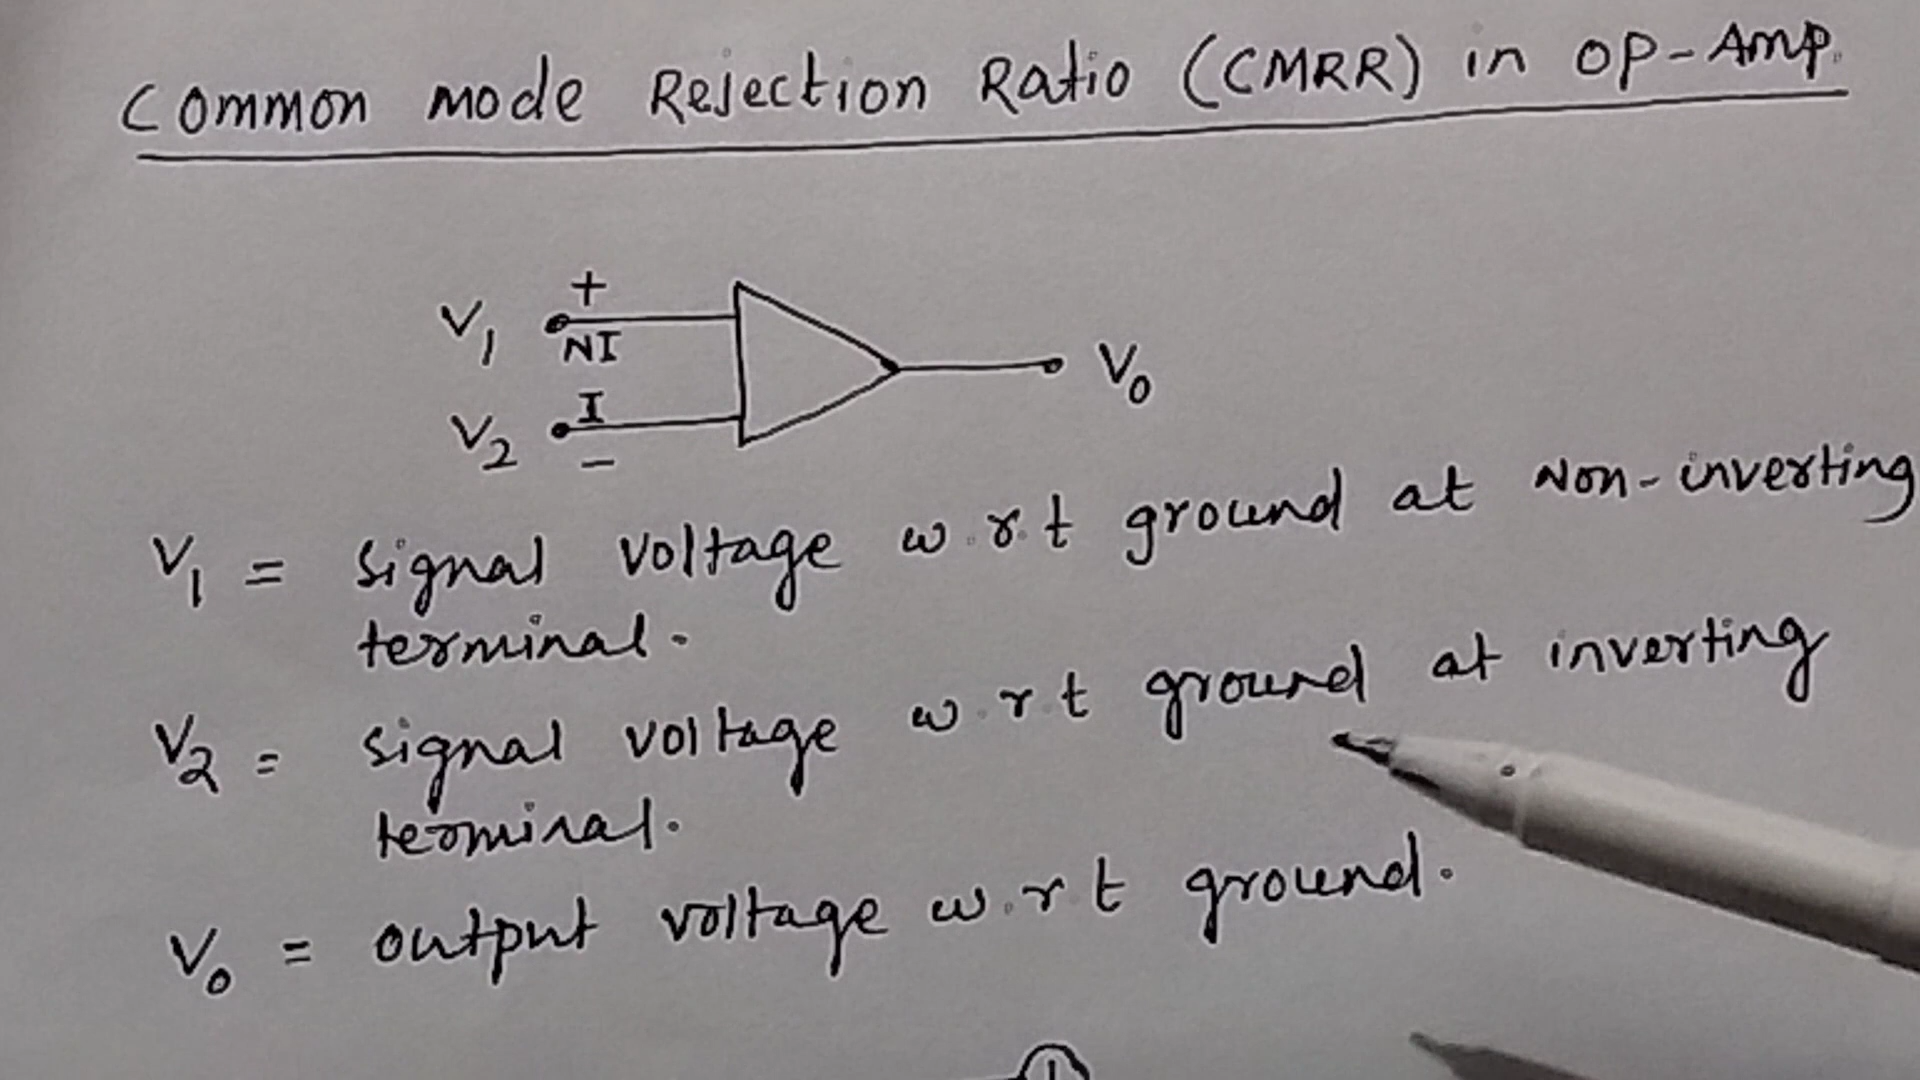 Common mode Rejection Ratio (CMRR) in OP-Amp.
+
V1 NI
V0
I
V2 -
V1 = signal voltage w.r.t ground at Non-inverting
terminal.
V2 = signal voltage w.r.t ground at inverting
terminal.
V0 = output voltage w.r.t ground.